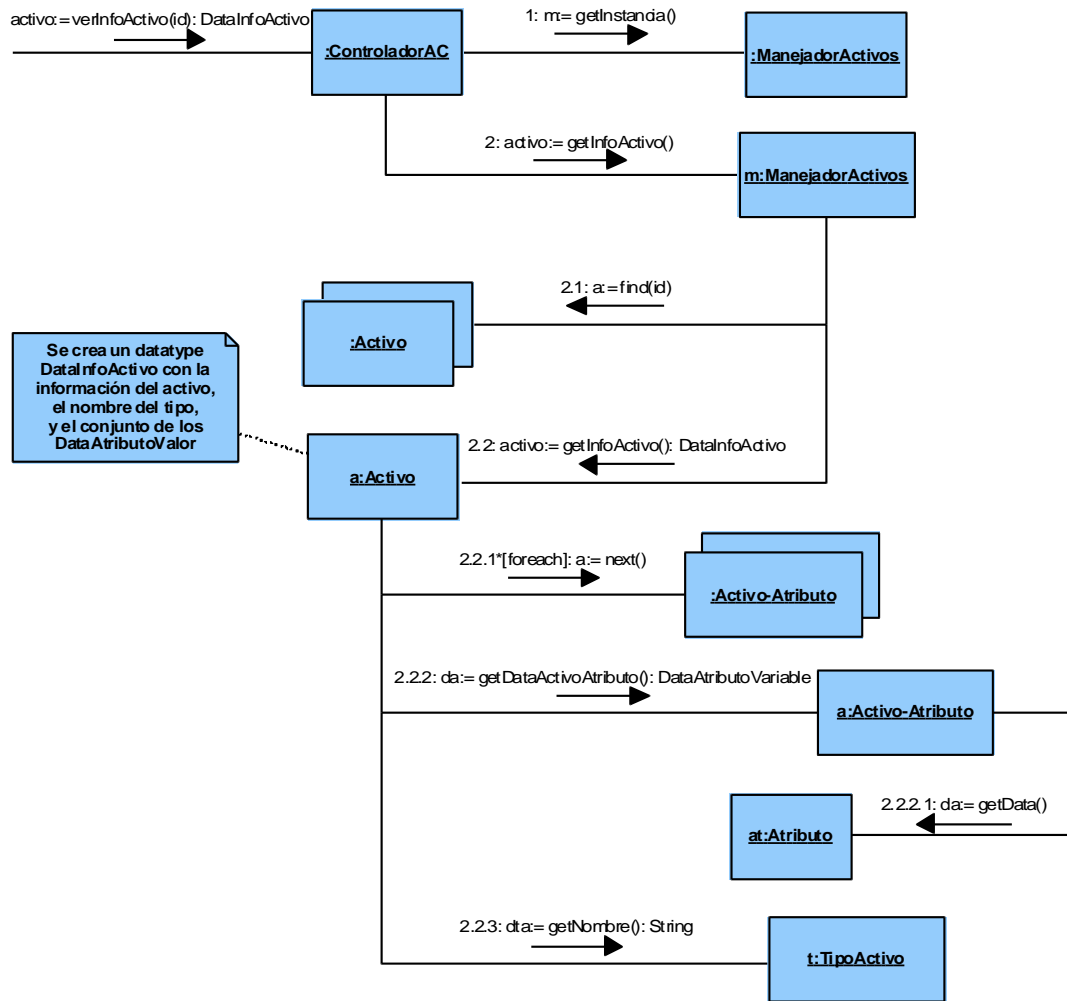 activo:= verInfoActivo(id): DataInfoActivo
1: m:= getInstancia()
:ControladorAC
:ManejadorActivos
2: activo:= getInfoActivo()
m:ManejadorActivos
2.1: a:= find(id)
:Activo
Se crea un datatype
DataInfoActivo con la
información del activo,
el nombre del tipo,
y el conjunto de los
DataAtributoValor
2.2: activo:= getInfoActivo(): DataInfoActivo
a:Activo
2.2.1*[foreach]: a:= next()
:Activo-Atributo
2.2.2: da:= getDataActivoAtributo(): DataAtributoVariable
a:Activo-Atributo
2.2.2.1: da:= getData()
at:Atributo
2.2.3: dta:= getNombre(): String
t:TipoActivo